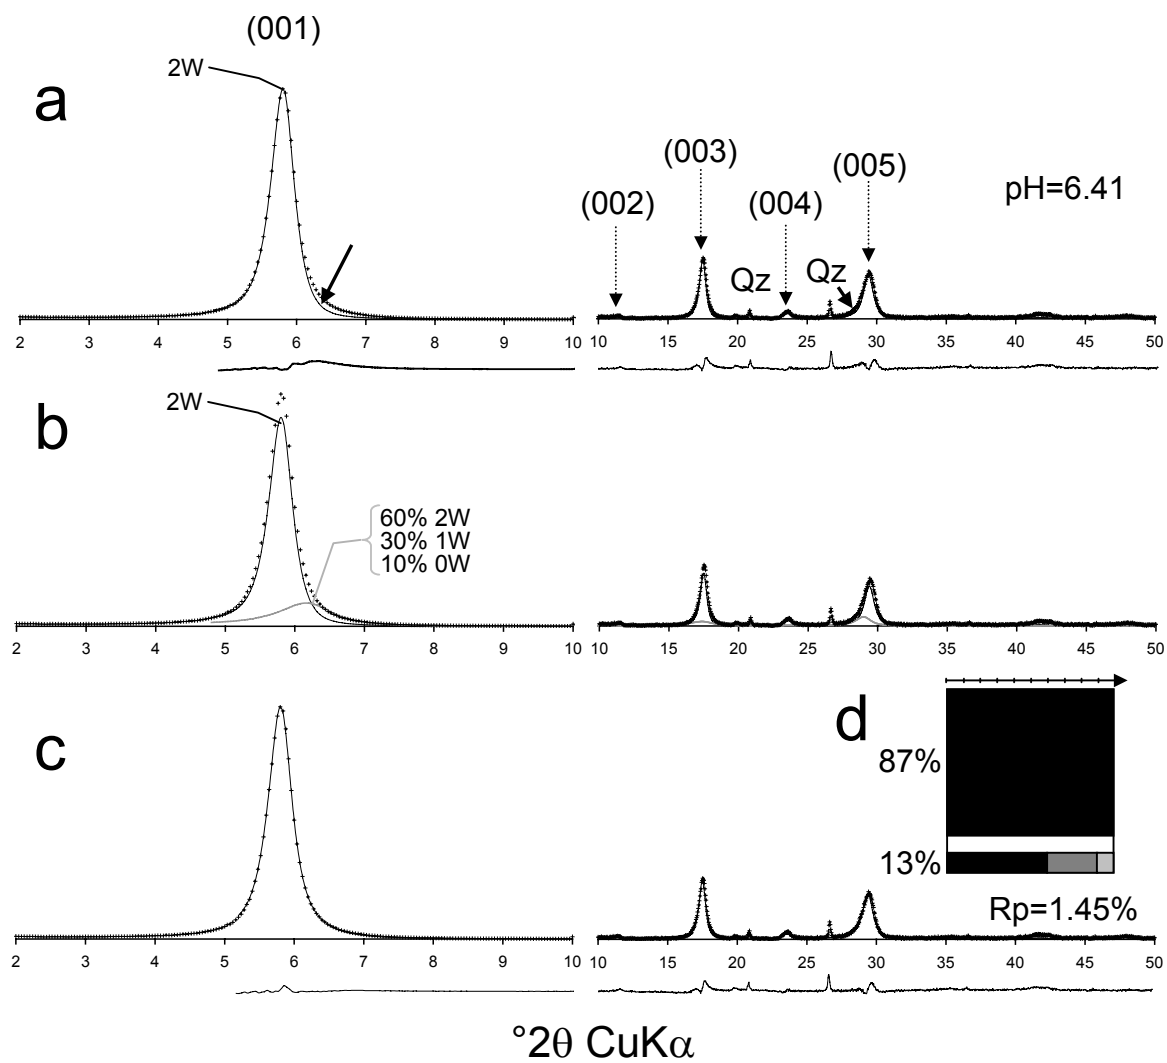 (001)
a
2W
(002)
(003)
(004)
(005)
pH=6.41
Qz
Qz
2 3 4 5 6 7 8 9 10
10 15 20 25 30 35 40 45 50
b
2W
60% 2W
30% 1W
10% 0W
2 3 4 5 6 7 8 9 10
10 15 20 25 30 35 40 45 50
c
d
87%
13%
Rp=1.45%
2 3 4 5 6 7 8 9 10
10 15 20 25 30 35 40 45 50
°2θ CuKα